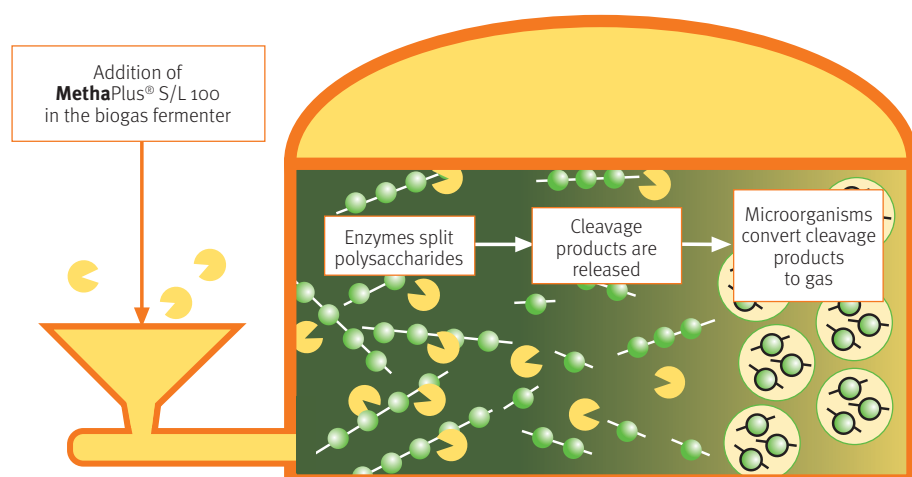 Addition of
MethaPlus® S/L 100
in the biogas fermenter
Enzymes split
polysaccharides
Cleavage
products are
released
Microorganisms
convert cleavage
products
to gas